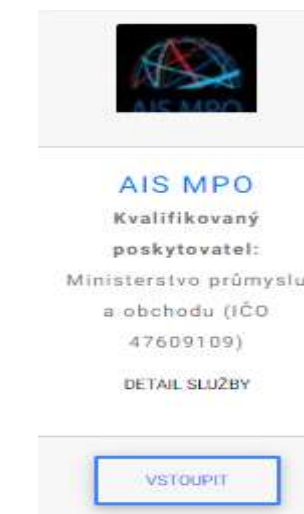 AIS MPO
AIS MPO
Kvalifikovaný
poskytovatel:
Ministerstvo průmyslu
a obchodu (IČO
47609109)
DETAIL SLUŽBY
VSTOUPIT